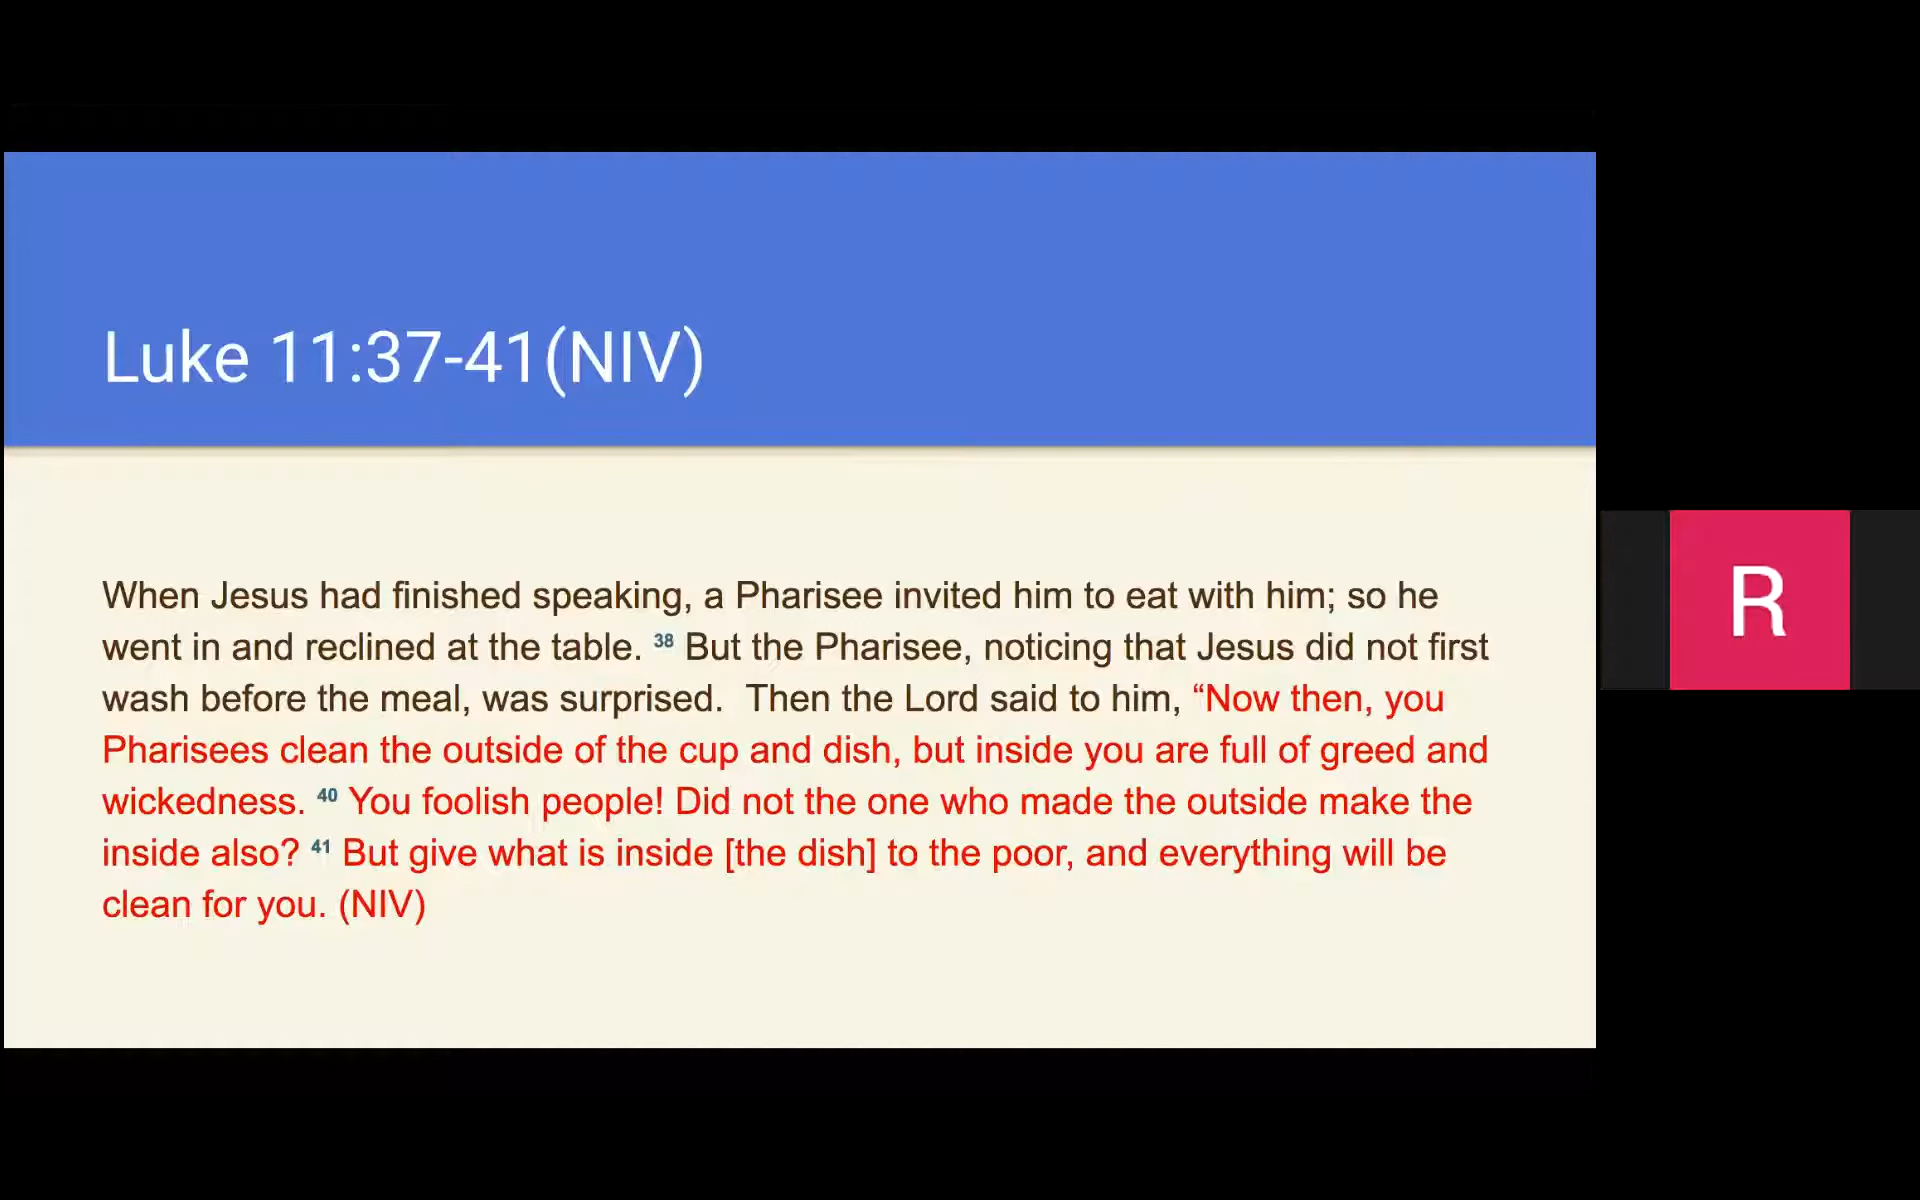 Luke 11:37-41(NIV)
When Jesus had finished speaking, a Pharisee invited him to eat with him; so he
went in and reclined at the table. 38 But the Pharisee, noticing that Jesus did not first
wash before the meal, was surprised.  Then the Lord said to him, “Now then, you
Pharisees clean the outside of the cup and dish, but inside you are full of greed and
wickedness. 40 You foolish people! Did not the one who made the outside make the
inside also? 41 But give what is inside [the dish] to the poor, and everything will be
clean for you. (NIV)
R